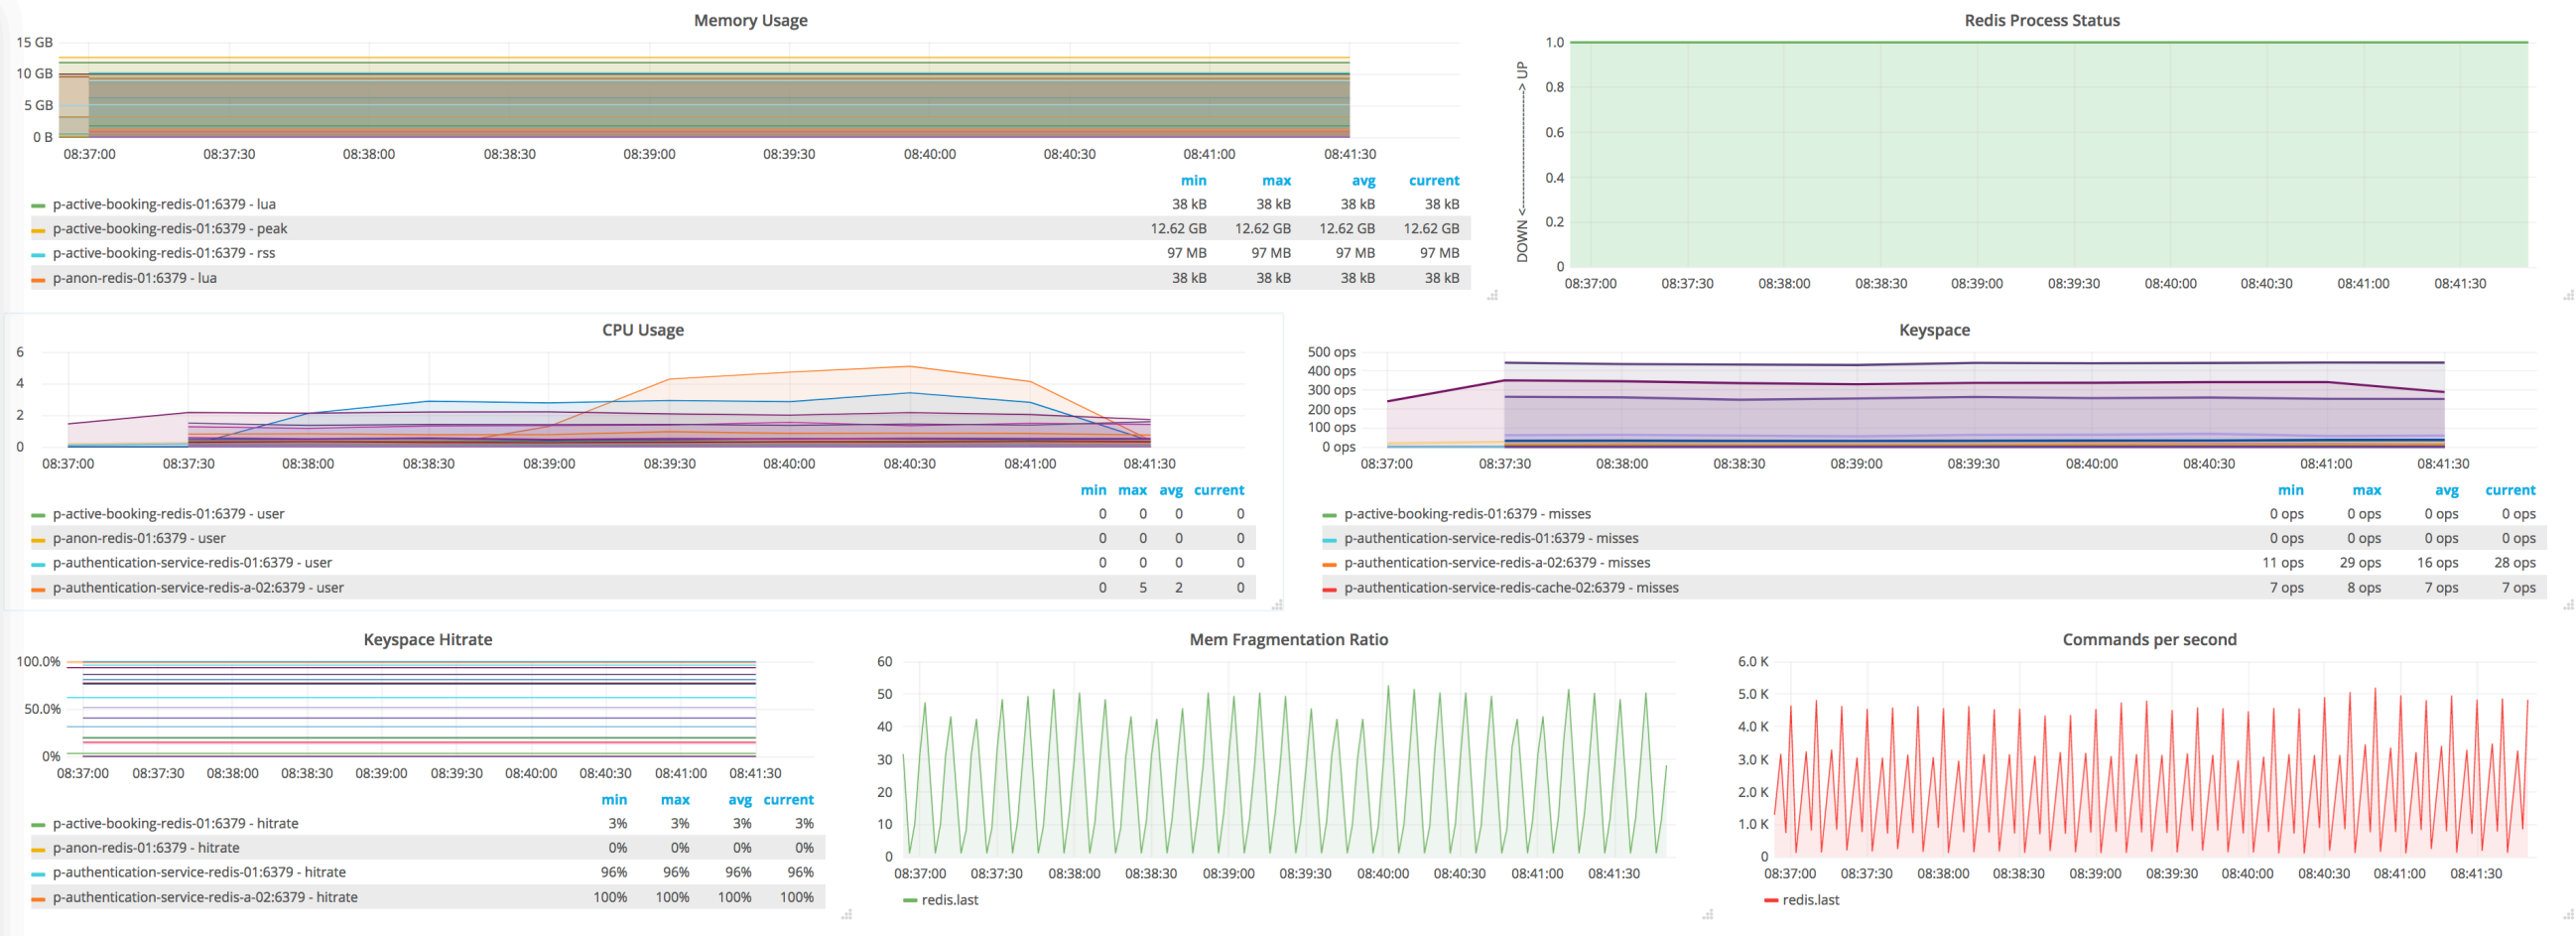 Memory Usage
15 GB
10 GB
5 GB
0 B
08:37:00 08:37:30 08:38:00 08:38:30 08:39:00 08:39:30 08:40:00 08:40:30 08:41:00 08:41:30
min max avg current
p-active-booking-redis-01:6379 - lua 38 kB 38 kB 38 kB 38 kB
p-active-booking-redis-01:6379 - peak 12.62 GB 12.62 GB 12.62 GB 12.62 GB
p-active-booking-redis-01:6379 - rss 97 MB 97 MB 97 MB 97 MB
p-anon-redis-01:6379 - lua 38 kB 38 kB 38 kB 38 kB
Redis Process Status
DOWN <----------> UP
1.0
0.8
0.6
0.4
0.2
0
08:37:00 08:37:30 08:38:00 08:38:30 08:39:00 08:39:30 08:40:00 08:40:30 08:41:00 08:41:30
CPU Usage
6
4
2
0
08:37:00 08:37:30 08:38:00 08:38:30 08:39:00 08:39:30 08:40:00 08:40:30 08:41:00 08:41:30
min max avg current
p-active-booking-redis-01:6379 - user 0 0 0 0
p-anon-redis-01:6379 - user 0 0 0 0
p-authentication-service-redis-01:6379 - user 0 0 0 0
p-authentication-service-redis-a-02:6379 - user 0 5 2 0
Keyspace
500 ops
400 ops
300 ops
200 ops
100 ops
0 ops
08:37:00 08:37:30 08:38:00 08:38:30 08:39:00 08:39:30 08:40:00 08:40:30 08:41:00 08:41:30
min max avg current
p-active-booking-redis-01:6379 - misses 0 ops 0 ops 0 ops 0 ops
p-authentication-service-redis-01:6379 - misses 0 ops 0 ops 0 ops 0 ops
p-authentication-service-redis-a-02:6379 - misses 11 ops 29 ops 16 ops 28 ops
p-authentication-service-redis-cache-02:6379 - misses 7 ops 8 ops 7 ops 7 ops
Keyspace Hitrate
100.0%
50.0%
0%
08:37:00 08:37:30 08:38:00 08:38:30 08:39:00 08:39:30 08:40:00 08:40:30 08:41:00 08:41:30
min max avg current
p-active-booking-redis-01:6379 - hitrate 3% 3% 3% 3%
p-anon-redis-01:6379 - hitrate 0% 0% 0% 0%
p-authentication-service-redis-01:6379 - hitrate 96% 96% 96% 96%
p-authentication-service-redis-a-02:6379 - hitrate 100% 100% 100% 100%
Mem Fragmentation Ratio
60
50
40
30
20
10
0
08:37:00 08:37:30 08:38:00 08:38:30 08:39:00 08:39:30 08:40:00 08:40:30 08:41:00 08:41:30
redis.last
Commands per second
6.0 K
5.0 K
4.0 K
3.0 K
2.0 K
1.0 K
0
08:37:00 08:37:30 08:38:00 08:38:30 08:39:00 08:39:30 08:40:00 08:40:30 08:41:00 08:41:30
redis.last